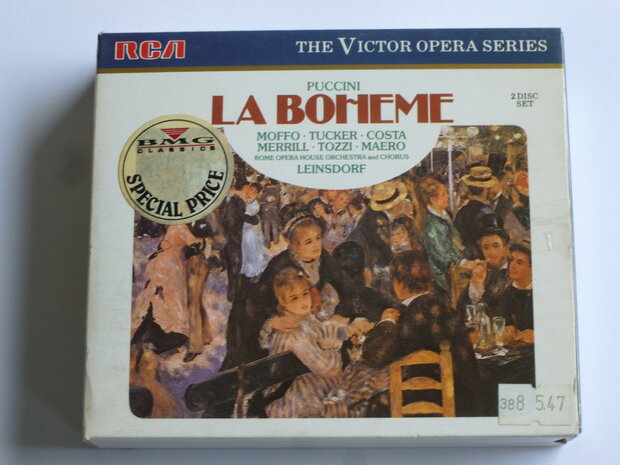 RCA
THE VICTOR OPERA SERIES
PUCCINI
LA BOHEME
2 DISC
SET
MOFFO · TUCKER · COSTA
MERRILL · TOZZI · MAERO
ROME OPERA HOUSE ORCHESTRA and CHORUS
LEINSDORF
BMG
CLASSICS
SPECIAL PRICE
388 5.47